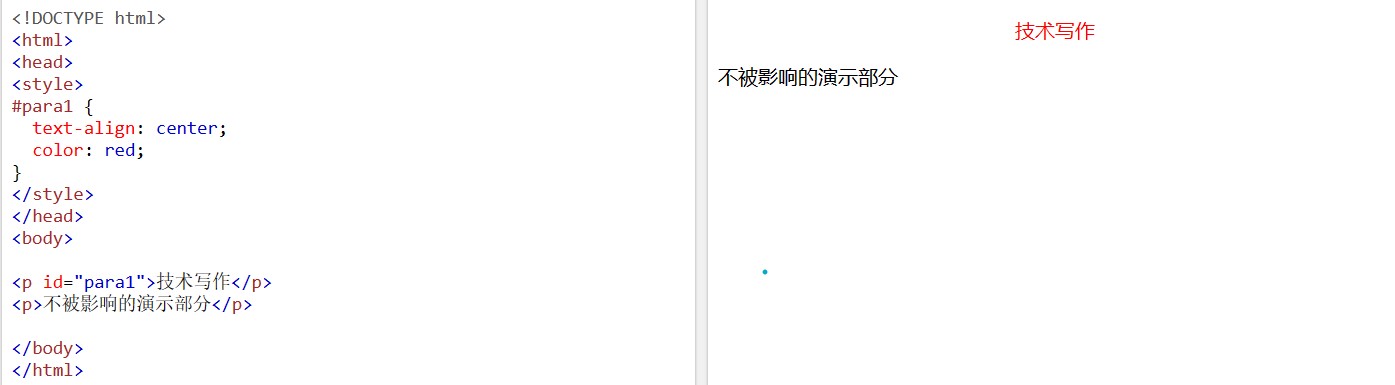 <!DOCTYPE html>
<html>
<head>
<style>
#para1 {
  text-align: center;
  color: red;
}
</style>
</head>
<body>

<p id="para1">技术写作</p>
<p>不被影响的演示部分</p>

</body>
</html>
技术写作
不被影响的演示部分